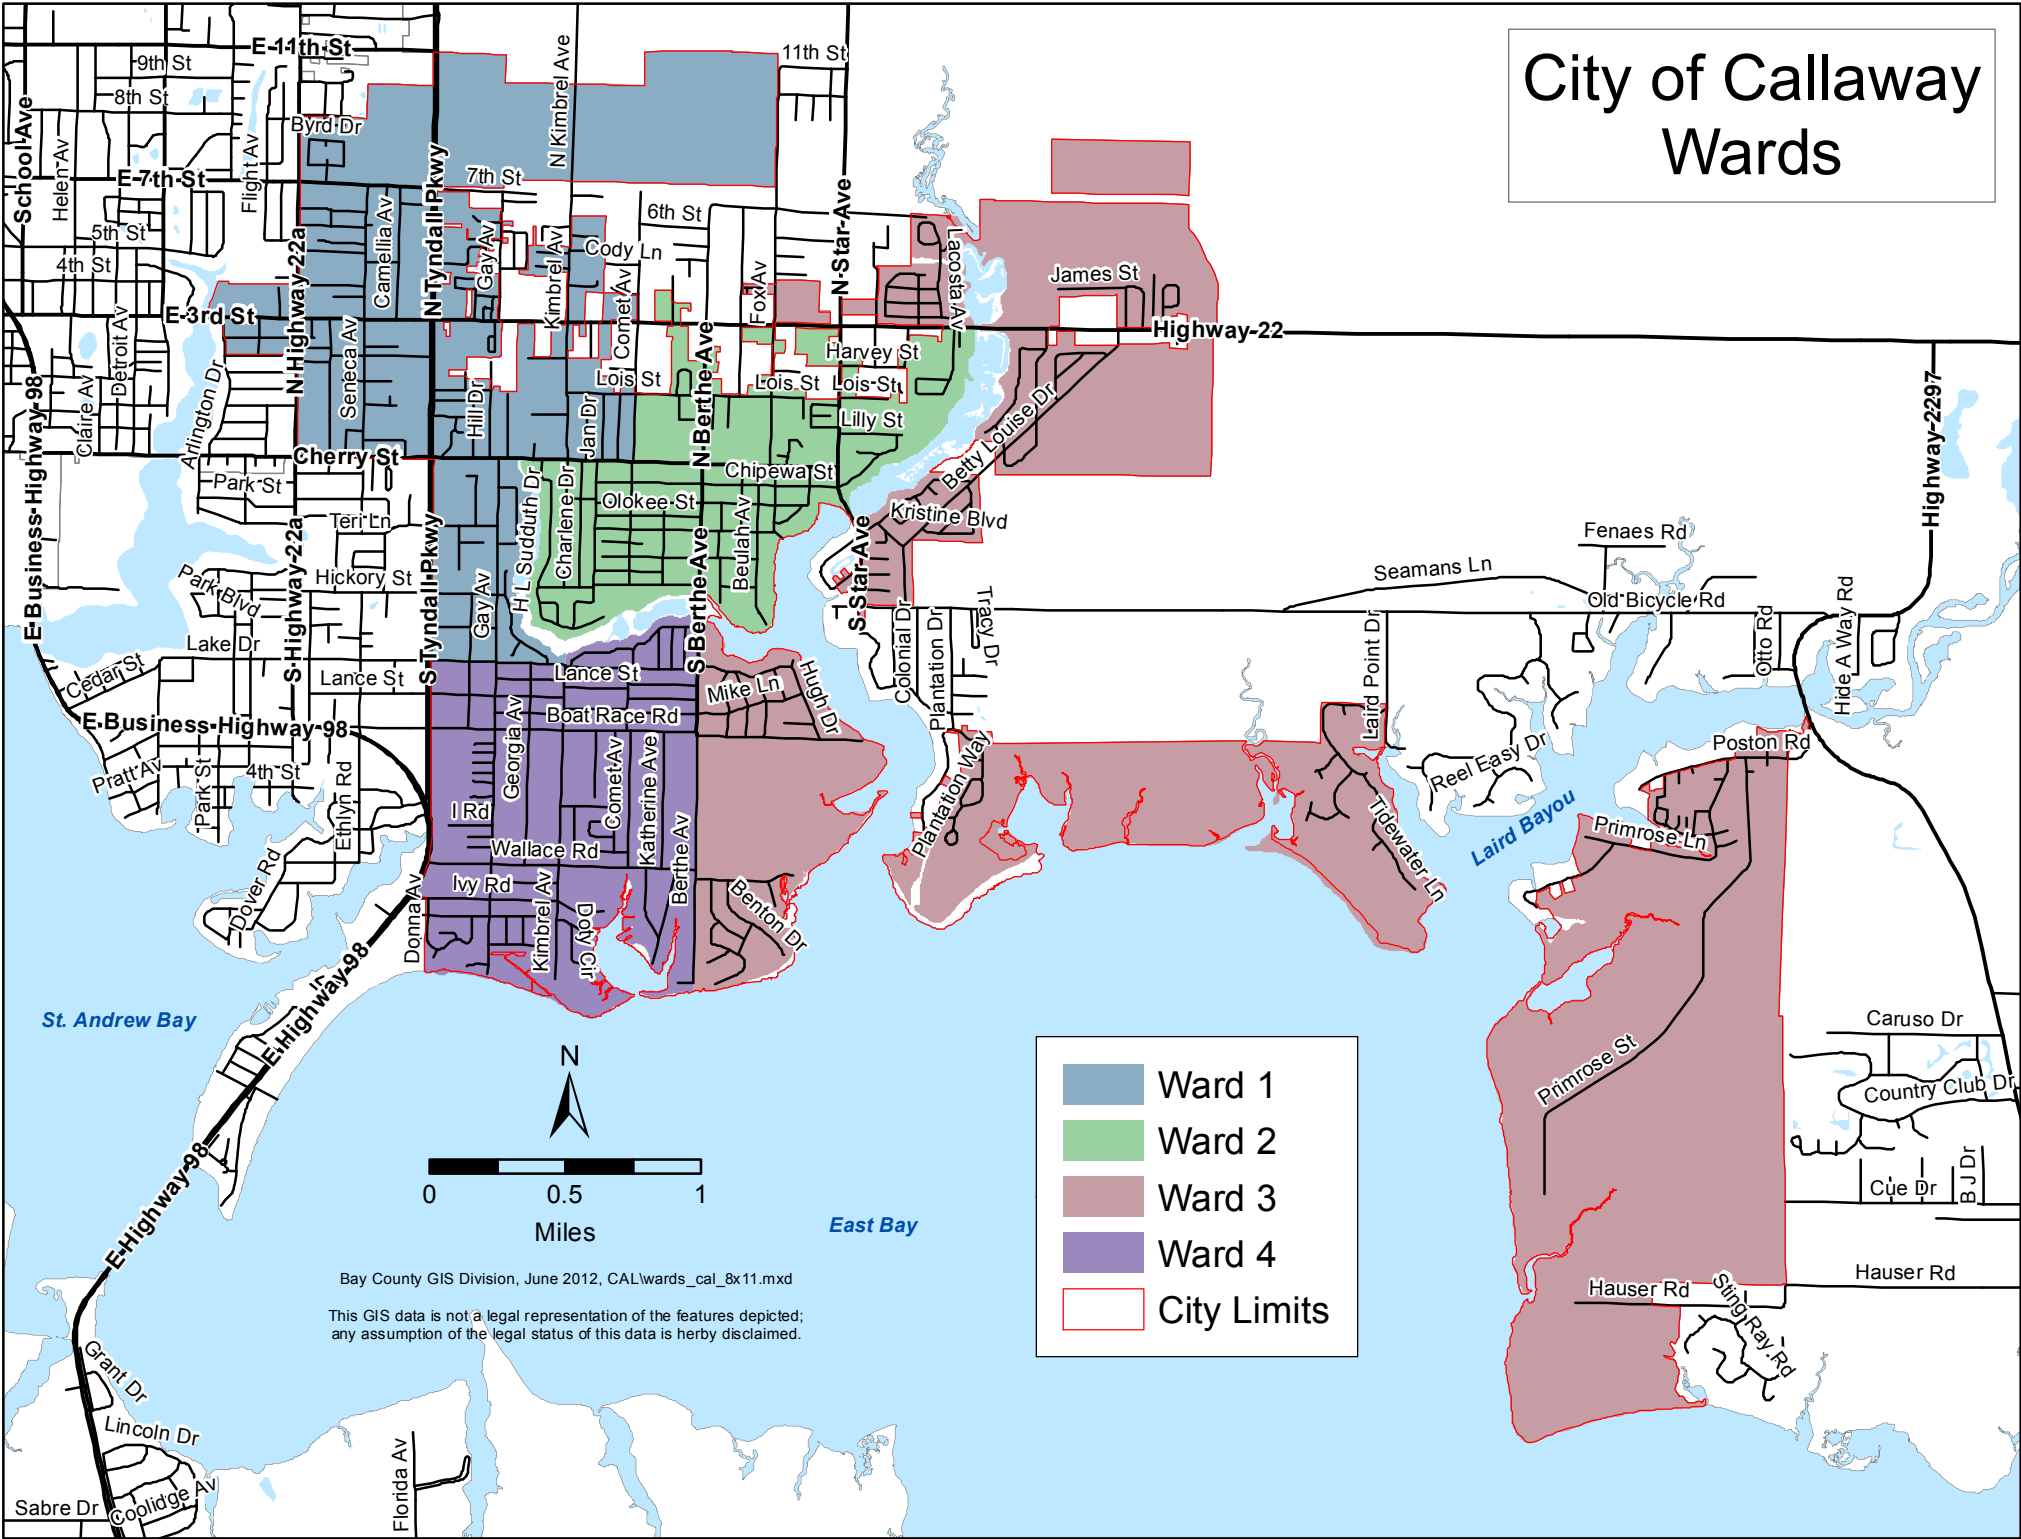 City of Callaway
Wards
E 11th St
9th St
8th St
Byrd Dr
11th St
N Kimbrel Ave
School Ave
Helen Av
Flight Av
E 7th St
7th St
N Tyndall Pkwy
Camellia Av
5th St
4th St
N Highway 22a
6th St
Cody Ln
Gay Av
Kimbrel Av
Comet Av
Fox Av
N Star Ave
Lacosta Av
James St
E 3rd St
Highway 22
Harvey St
Lois St
Lois St
Lois St
Detroit Av
Claire Av
Arlington Dr
Seneca Av
Hill Dr
Jan Dr
N Berthe Ave
Lilly St
Betty Louise Dr
Highway 2297
E Business Highway 98
Cherry St
Park St
Teri Ln
Chipewa St
Olokee St
H L Sudduth Dr
Charlene Dr
Beulah Av
Kristine Blvd
S Star Ave
Fenaes Rd
Seamans Ln
Old Bicycle Rd
Park Blvd
Hickory St
S Highway 22a
S Tyndall Pkwy
Gay Av
S Berthe Ave
Colonial Dr
Plantation Dr
Tracy Dr
Laird Point Dr
Otto Rd
Hide A Way Rd
Lake Dr
Cedar St
Lance St
Lance St
Mike Ln
Hugh Dr
E Business Highway 98
Boat Race Rd
Georgia Av
Pratt Av
Park St
4th St
Ethlyn Rd
I Rd
Comet Av
Katherine Ave
Berthe Av
Plantation Way
Reel Easy Dr
Poston Rd
Tidewater Ln
Laird Bayou
Primrose Ln
Wallace Rd
Ivy Rd
Dover Rd
Donna Av
Kimbrel Av
Doty Cir
Benton Dr
E Highway 98
St. Andrew Bay
E Highway 98
Primrose St
Caruso Dr
Country Club Dr
Cue Dr
B J Dr
N
0
0.5
1
Miles
East Bay
Ward 1
Ward 2
Ward 3
Ward 4
City Limits
Bay County GIS Division, June 2012, CAL\wards_cal_8x11.mxd
This GIS data is not a legal representation of the features depicted;
any assumption of the legal status of this data is herby disclaimed.
Hauser Rd
Hauser Rd
Sting Ray Rd
Grant Dr
Lincoln Dr
Coolidge Av
Sabre Dr
Florida Av